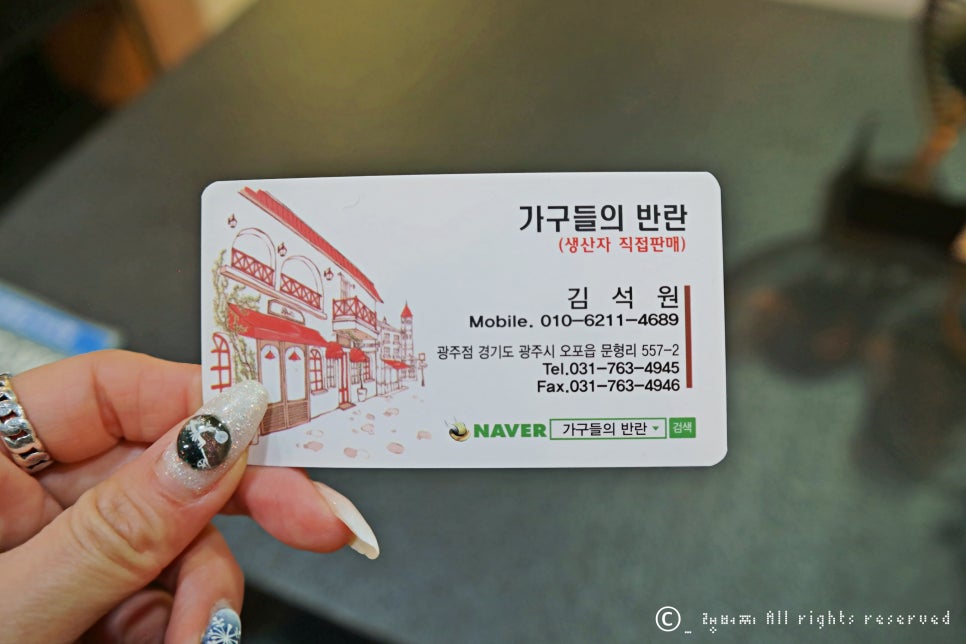 가구들의 반란
(생산자 직접판매)
김 석 원
Mobile. 010-6211-4689
광주점 경기도 광주시 오포읍 문형리 557-2
Tel.031-763-4945
Fax.031-763-4946
NAVER 가구들의 반란 검색
© All rights reserved